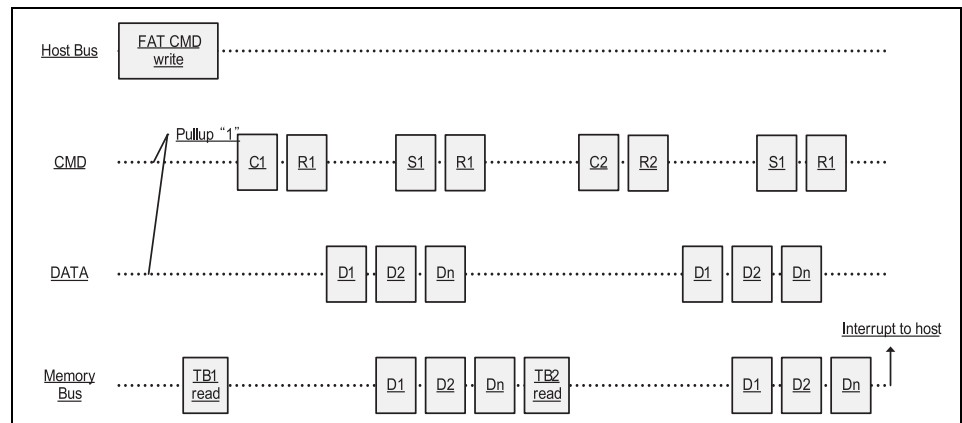 Host Bus
FAT CMD
write
Pullup “1”
CMD
C1
R1
S1
R1
C2
R2
S1
R1
DATA
D1
D2
Dn
D1
D2
Dn
Interrupt to host
Memory
Bus
TB1
read
D1
D2
Dn
TB2
read
D1
D2
Dn